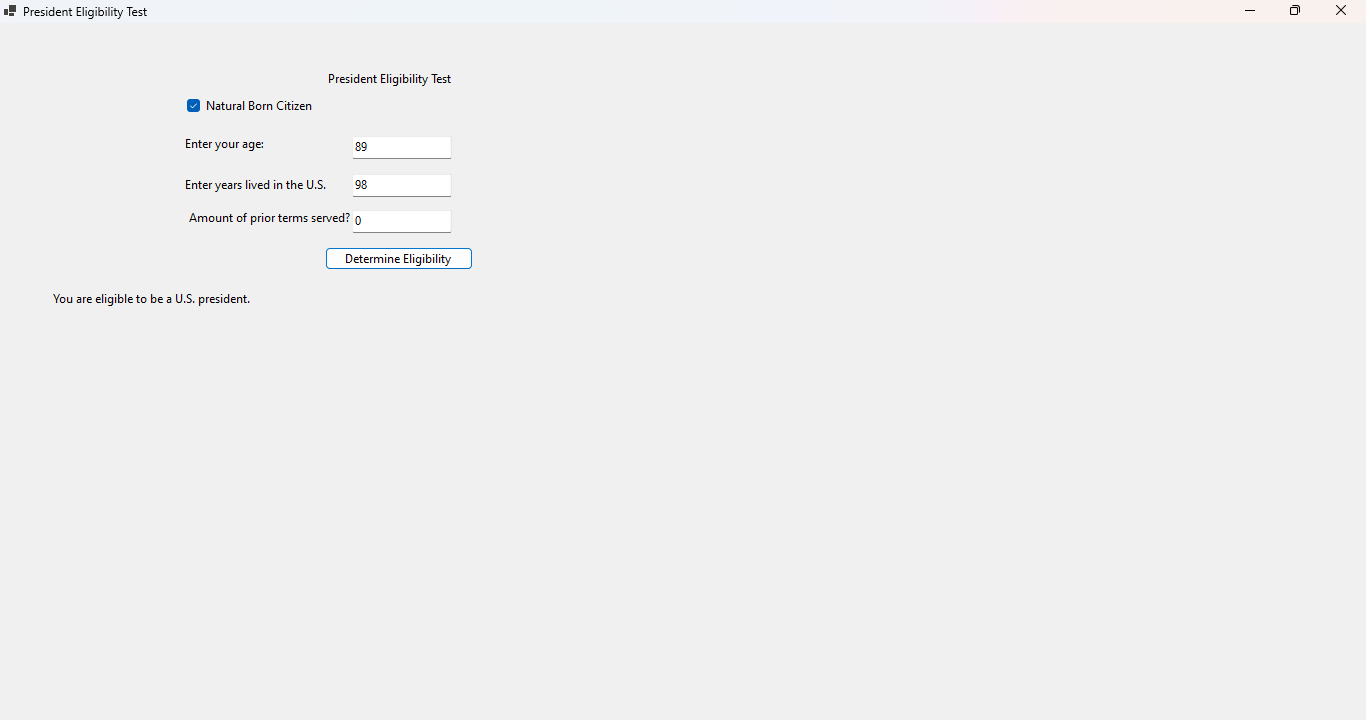 President Eligibility Test
President Eligibility Test
Natural Born Citizen
Enter your age: 89
Enter years lived in the U.S. 98
Amount of prior terms served? 0
Determine Eligibility
You are eligible to be a U.S. president.